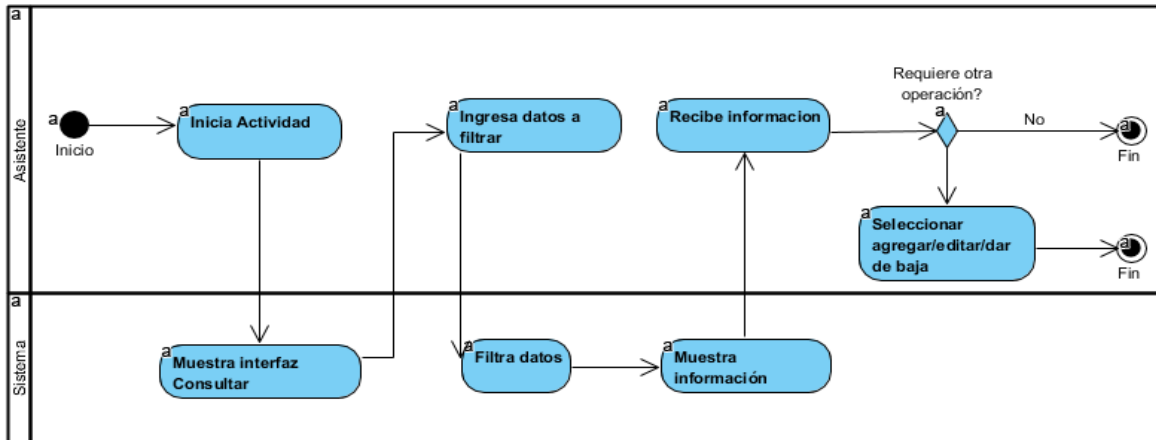 a
Asistente
a
Inicio
a
Inicia Actividad
a
Ingresa datos a
filtrar
a
Recibe informacion
Requiere otra
operación?
a
No
a
Fin
a
Seleccionar
agregar/editar/dar
de baja
a
Fin
a
Sistema
a
Muestra interfaz
Consultar
a
Filtra datos
a
Muestra
información